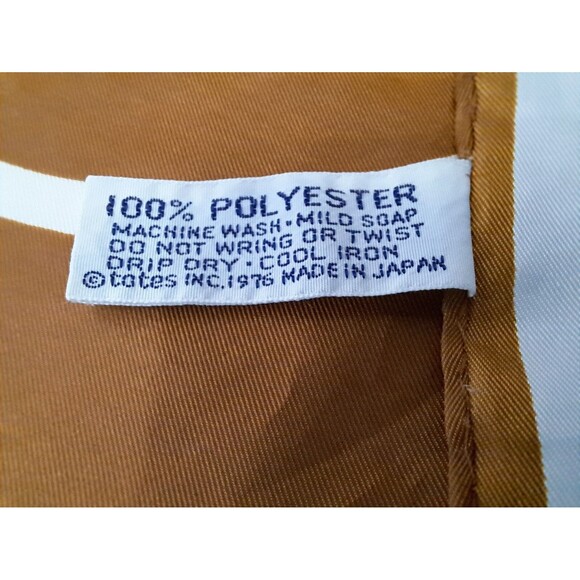 100% POLYESTER
MACHINE WASH-MILD SOAP
DO NOT WRING OR TWIST
DRIP DRY-COOL IRON
©totes INC.1976 MADE IN JAPAN